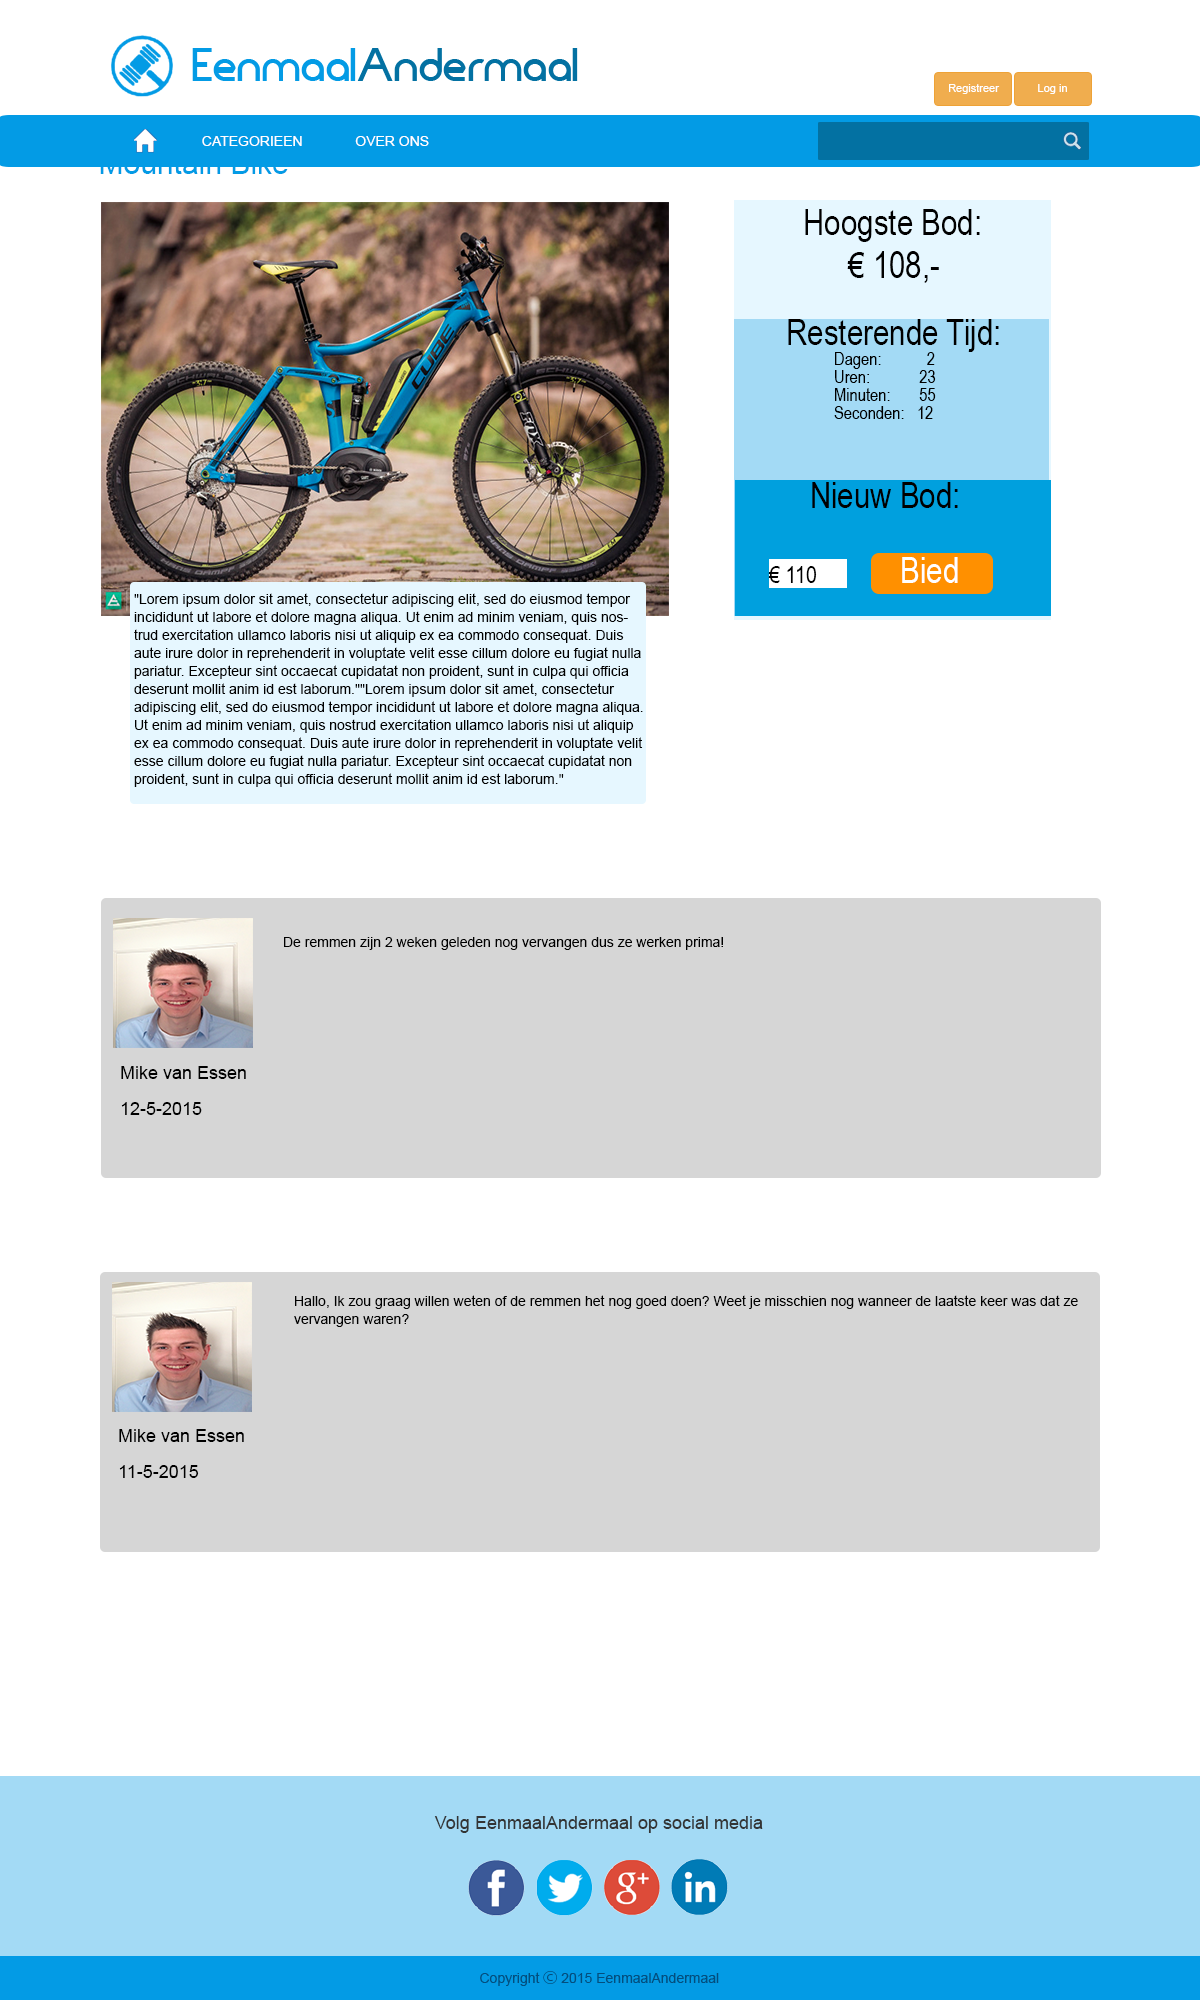 EenmaalAndermaal
Registreer Log in
CATEGORIEEN OVER ONS
Mountain Bike
Hoogste Bod:
€ 108,-
Resterende Tijd:
Dagen: 2
Uren: 23
Minuten: 55
Seconden: 12
Nieuw Bod:
€ 110 Bied
CUBE
FOX
"Lorem ipsum dolor sit amet, consectetur adipiscing elit, sed do eiusmod tempor
incididunt ut labore et dolore magna aliqua. Ut enim ad minim veniam, quis nos-
trud exercitation ullamco laboris nisi ut aliquip ex ea commodo consequat. Duis
aute irure dolor in reprehenderit in voluptate velit esse cillum dolore eu fugiat nulla
pariatur. Excepteur sint occaecat cupidatat non proident, sunt in culpa qui officia
deserunt mollit anim id est laborum.""Lorem ipsum dolor sit amet, consectetur
adipiscing elit, sed do eiusmod tempor incididunt ut labore et dolore magna aliqua.
Ut enim ad minim veniam, quis nostrud exercitation ullamco laboris nisi ut aliquip
ex ea commodo consequat. Duis aute irure dolor in reprehenderit in voluptate velit
esse cillum dolore eu fugiat nulla pariatur. Excepteur sint occaecat cupidatat non
proident, sunt in culpa qui officia deserunt mollit anim id est laborum."
De remmen zijn 2 weken geleden nog vervangen dus ze werken prima!
Mike van Essen
12-5-2015
Hallo, Ik zou graag willen weten of de remmen het nog goed doen? Weet je misschien nog wanneer de laatste keer was dat ze
vervangen waren?
Mike van Essen
11-5-2015
Volg EenmaalAndermaal op social media
f g+ in
Copyright © 2015 EenmaalAndermaal